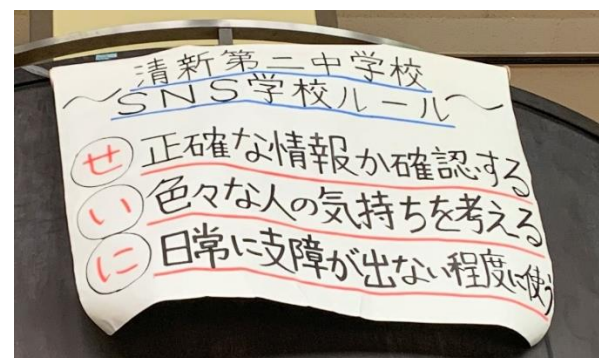 清新第二中学校
～SNS学校ルール～
せ 正確な情報か確認する
い 色々な人の気持ちを考える
に 日常に支障が出ない程度に使う